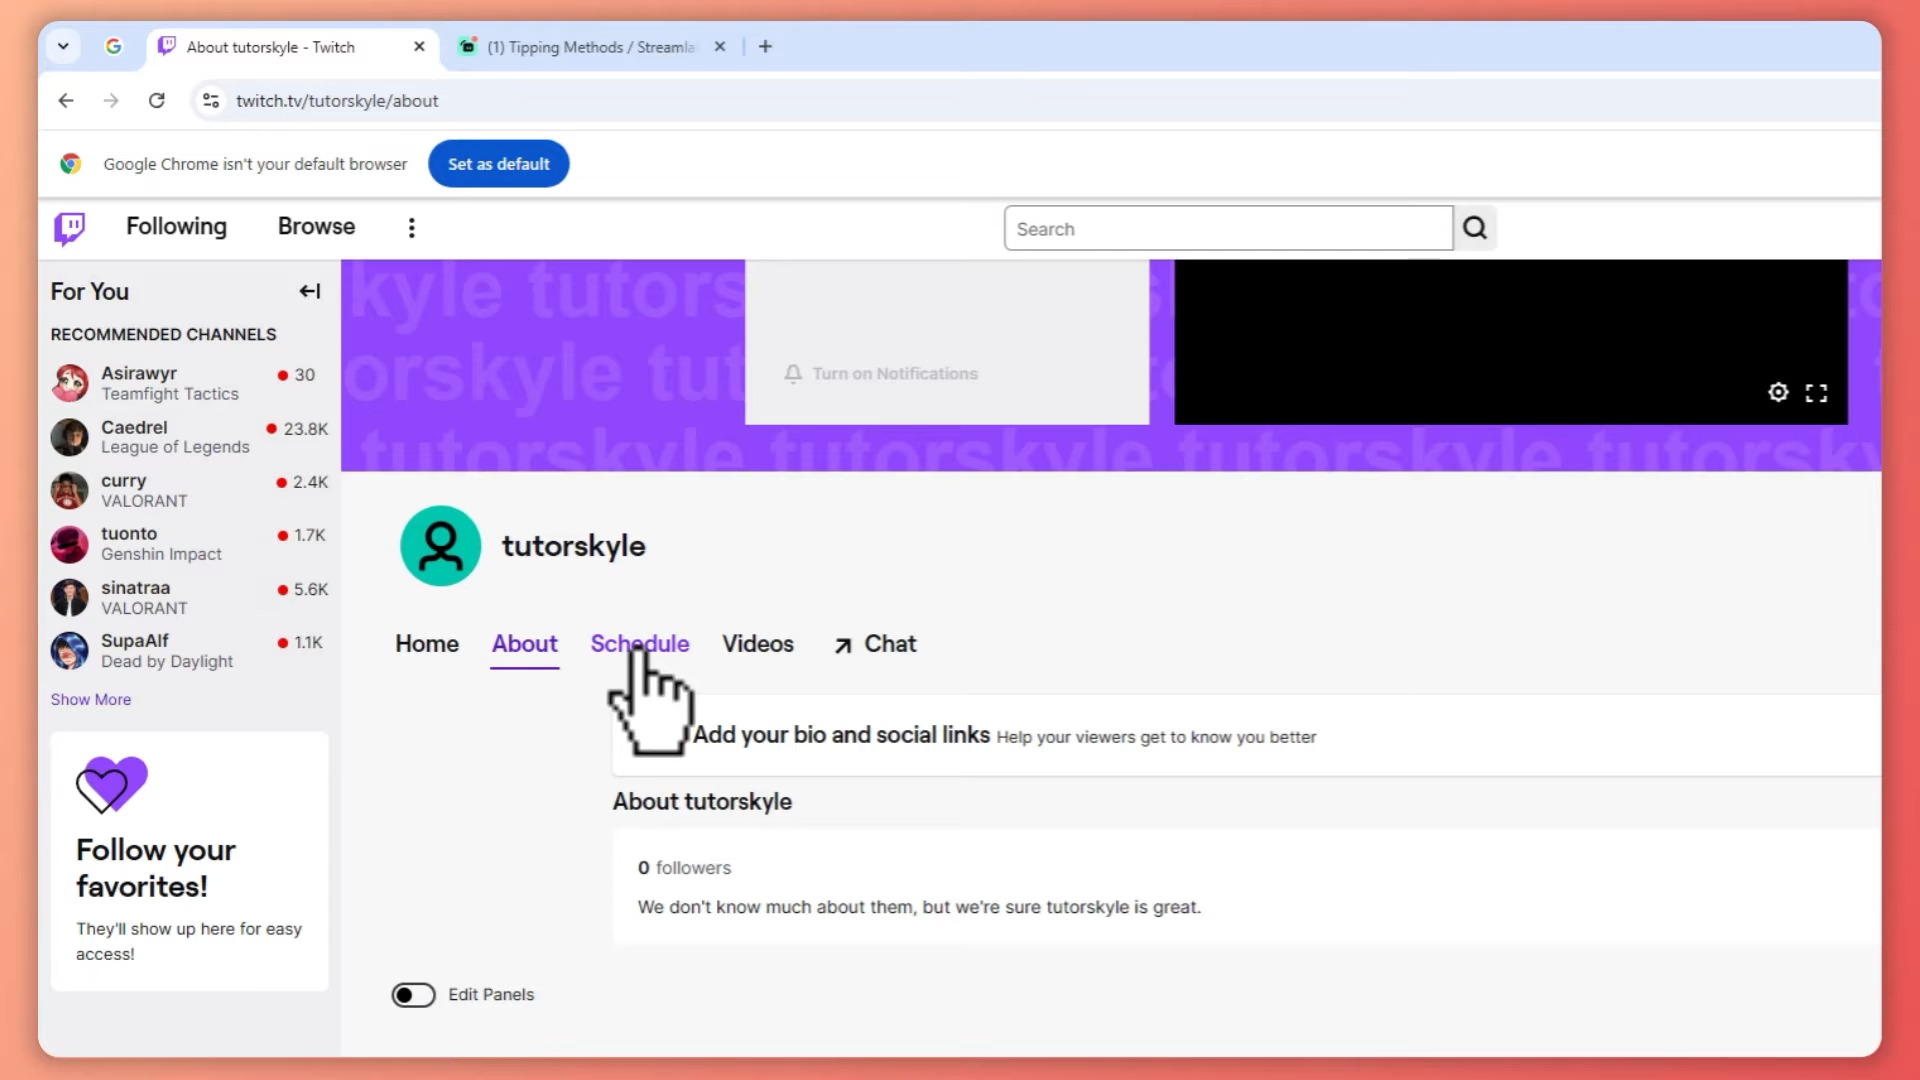 About tutorskyle - Twitch
(1) Tipping Methods / Streamla
twitch.tv/tutorskyle/about
Google Chrome isn't your default browser
Set as default
Following
Browse
Search
For You
RECOMMENDED CHANNELS
Asirawyr
30
Teamfight Tactics
Caedrel
23.8K
League of Legends
curry
2.4K
VALORANT
tuonto
1.7K
Genshin Impact
sinatraa
5.6K
VALORANT
SupaAlf
1.1K
Dead by Daylight
Show More
Follow your
favorites!
They'll show up here for easy
access!
kyle tutors
orskyle tut
tutorskyle tutorskyle tutorskyle tutorsky
Turn on Notifications
tutorskyle
Home
About
Schedule
Videos
Chat
Add your bio and social links Help your viewers get to know you better
About tutorskyle
0 followers
We don't know much about them, but we're sure tutorskyle is great.
Edit Panels